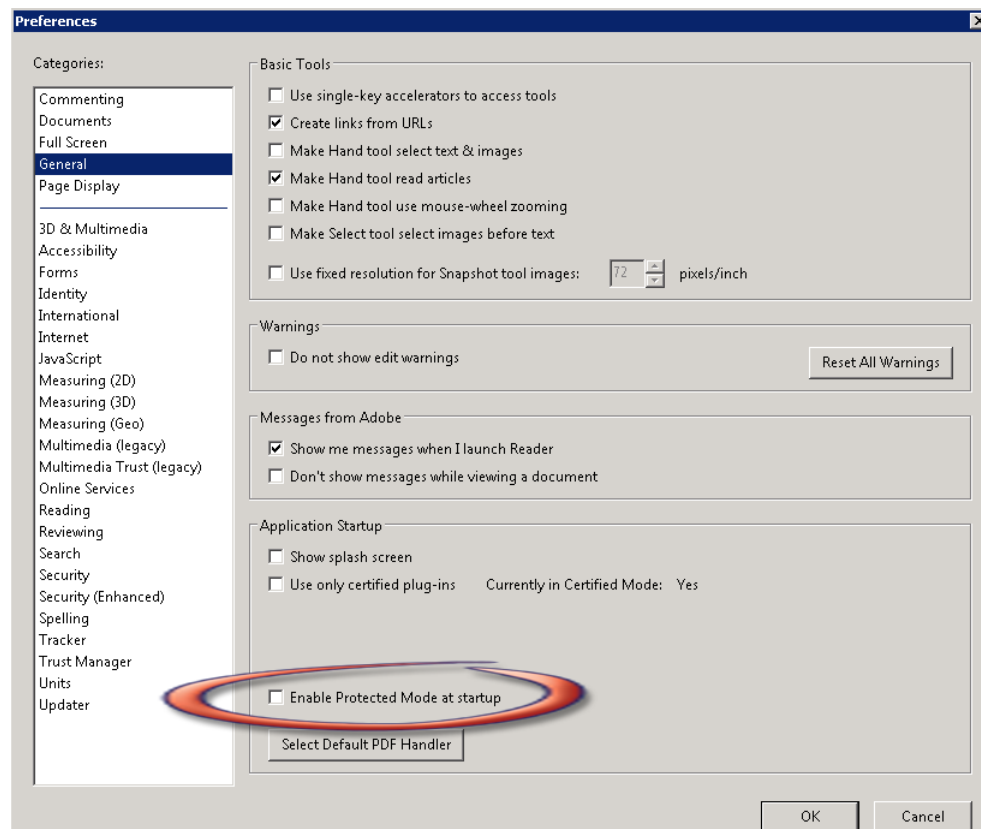 Preferences
Categories:
Commenting
Documents
Full Screen
General
Page Display
3D & Multimedia
Accessibility
Forms
Identity
International
Internet
JavaScript
Measuring (2D)
Measuring (3D)
Measuring (Geo)
Multimedia (legacy)
Multimedia Trust (legacy)
Online Services
Reading
Reviewing
Search
Security
Security (Enhanced)
Spelling
Tracker
Trust Manager
Units
Updater
Basic Tools
Use single-key accelerators to access tools
Create links from URLs
Make Hand tool select text & images
Make Hand tool read articles
Make Hand tool use mouse-wheel zooming
Make Select tool select images before text
Use fixed resolution for Snapshot tool images: 72 pixels/inch
Warnings
Do not show edit warnings
Reset All Warnings
Messages from Adobe
Show me messages when I launch Reader
Don't show messages while viewing a document
Application Startup
Show splash screen
Use only certified plug-ins Currently in Certified Mode: Yes
Enable Protected Mode at startup
Select Default PDF Handler
OK Cancel